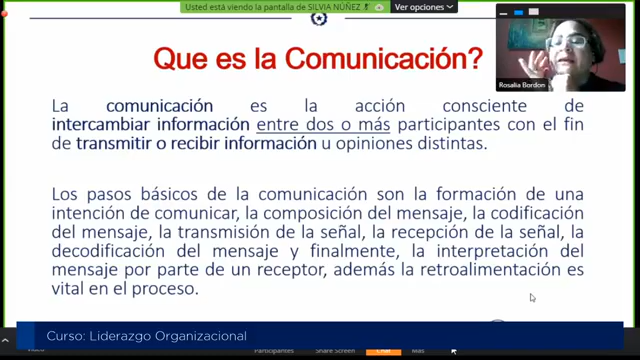 Usted está viendo la pantalla de SILVIA NÚÑEZ
Ver opciones
Que es la Comunicación?
Rosalia Bordon
La comunicación es la acción consciente de
intercambiar información entre dos o más participantes con el fin
de transmitir o recibir información u opiniones distintas.
Los pasos básicos de la comunicación son la formación de una
intención de comunicar, la composición del mensaje, la codificación
del mensaje, la transmisión de la señal, la recepción de la señal, la
decodificación del mensaje y finalmente, la interpretación del
mensaje por parte de un receptor, además la retroalimentación es
vital en el proceso.
Curso: Liderazgo Organizacional
Participantes Share Screen Chat Más